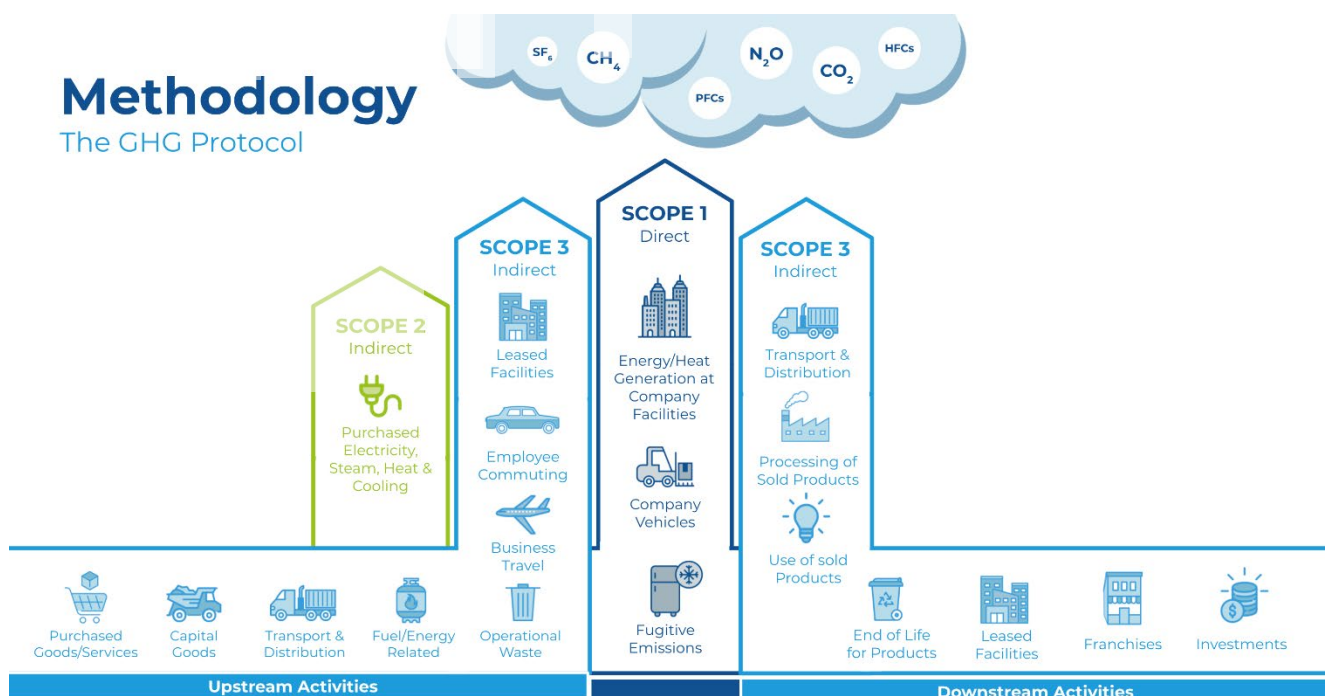 Methodology
The GHG Protocol
SF6
CH4
PFCs
N2O
CO2
HFCs
SCOPE 2
Indirect
Purchased
Electricity,
Steam, Heat &
Cooling
SCOPE 3
Indirect
Leased
Facilities
Employee
Commuting
Business
Travel
Operational
Waste
SCOPE 1
Direct
Energy/Heat
Generation at
Company
Facilities
Company
Vehicles
Fugitive
Emissions
SCOPE 3
Indirect
Transport &
Distribution
Processing of
Sold Products
Use of sold
Products
Purchased
Goods/Services
Capital
Goods
Transport &
Distribution
Fuel/Energy
Related
End of Life
for Products
Leased
Facilities
Franchises
Investments
Upstream Activities
Downstream Activities